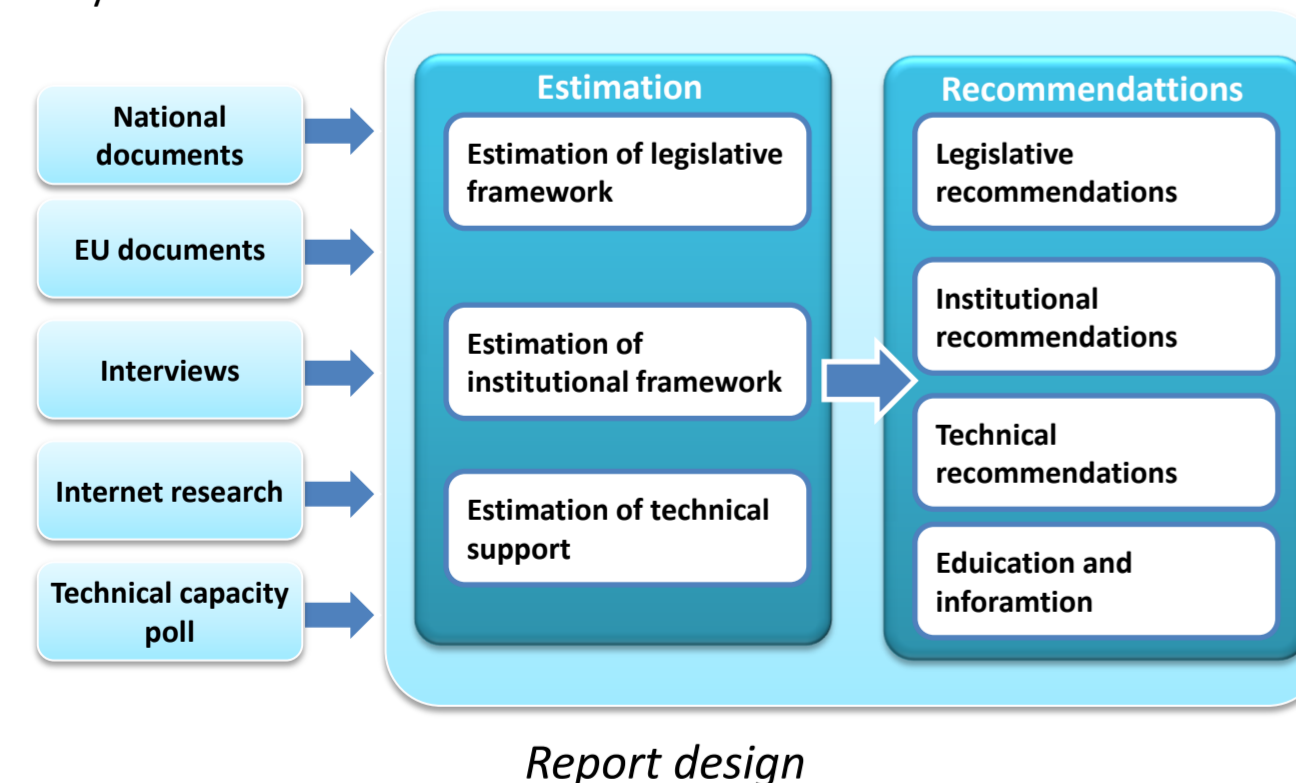 National
documents
EU documents
Interviews
Internet research
Technical capacity
poll
Estimation
Estimation of legislative
framework
Estimation of
institutional framework
Estimation of technical
support
Recommendattions
Legislative
recommendations
Institutional
recommendations
Technical
recommendations
Eduication and
inforamtion
Report design